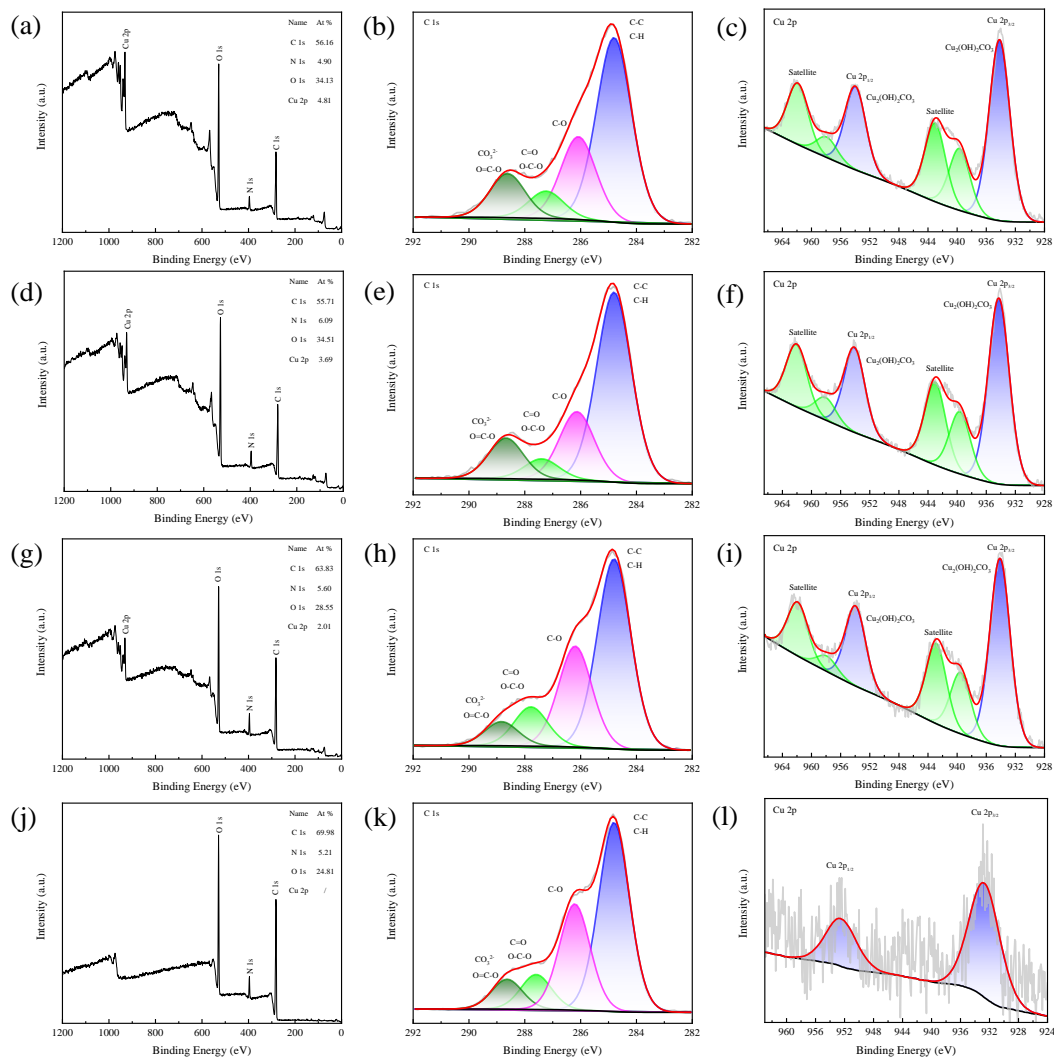 (a)
Cu 2p
O 1s
N 1s
C 1s
Name At %
C 1s 56.16
N 1s 4.90
O 1s 34.13
Cu 2p 4.81
Intensity (a.u.)
1200 1000 800 600 400 200 0
Binding Energy (eV)
(b)
C 1s
C-C
C-H
C-O
C=O
O-C-O
CO₃²⁻
O=C-O
Intensity (a.u.)
292 290 288 286 284 282
Binding Energy (eV)
(c)
Cu 2p
Cu 2p₃/₂
Cu₂(OH)₂CO₃
Satellite
Cu 2p₁/₂
Cu₂(OH)₂CO₃
Satellite
Intensity (a.u.)
964 960 956 952 948 944 940 936 932 928
Binding Energy (eV)
(d)
Cu 2p
O 1s
N 1s
C 1s
Name At %
C 1s 55.71
N 1s 6.09
O 1s 34.51
Cu 2p 3.69
Intensity (a.u.)
1200 1000 800 600 400 200 0
Binding Energy (eV)
(e)
C 1s
C-C
C-H
C-O
C=O
O-C-O
CO₃²⁻
O=C-O
Intensity (a.u.)
292 290 288 286 284 282
Binding Energy (eV)
(f)
Cu 2p
Cu 2p₃/₂
Cu₂(OH)₂CO₃
Satellite
Cu 2p₁/₂
Cu₂(OH)₂CO₃
Satellite
Intensity (a.u.)
964 960 956 952 948 944 940 936 932 928
Binding Energy (eV)
(g)
Cu 2p
O 1s
N 1s
C 1s
Name At %
C 1s 63.83
N 1s 5.60
O 1s 28.55
Cu 2p 2.01
Intensity (a.u.)
1200 1000 800 600 400 200 0
Binding Energy (eV)
(h)
C 1s
C-C
C-H
C-O
C=O
O-C-O
CO₃²⁻
O=C-O
Intensity (a.u.)
292 290 288 286 284 282
Binding Energy (eV)
(i)
Cu 2p
Cu 2p₃/₂
Cu₂(OH)₂CO₃
Satellite
Cu 2p₁/₂
Cu₂(OH)₂CO₃
Satellite
Intensity (a.u.)
964 960 956 952 948 944 940 936 932 928
Binding Energy (eV)
(j)
O 1s
N 1s
C 1s
Name At %
C 1s 69.98
N 1s 5.21
O 1s 24.81
Cu 2p /
Intensity (a.u.)
1200 1000 800 600 400 200 0
Binding Energy (eV)
(k)
C 1s
C-C
C-H
C-O
C=O
O-C-O
CO₃²⁻
O=C-O
Intensity (a.u.)
292 290 288 286 284 282
Binding Energy (eV)
(l)
Cu 2p
Cu 2p₃/₂
Cu 2p₁/₂
Intensity (a.u.)
960 956 952 948 944 940 936 932 928 924
Binding Energy (eV)